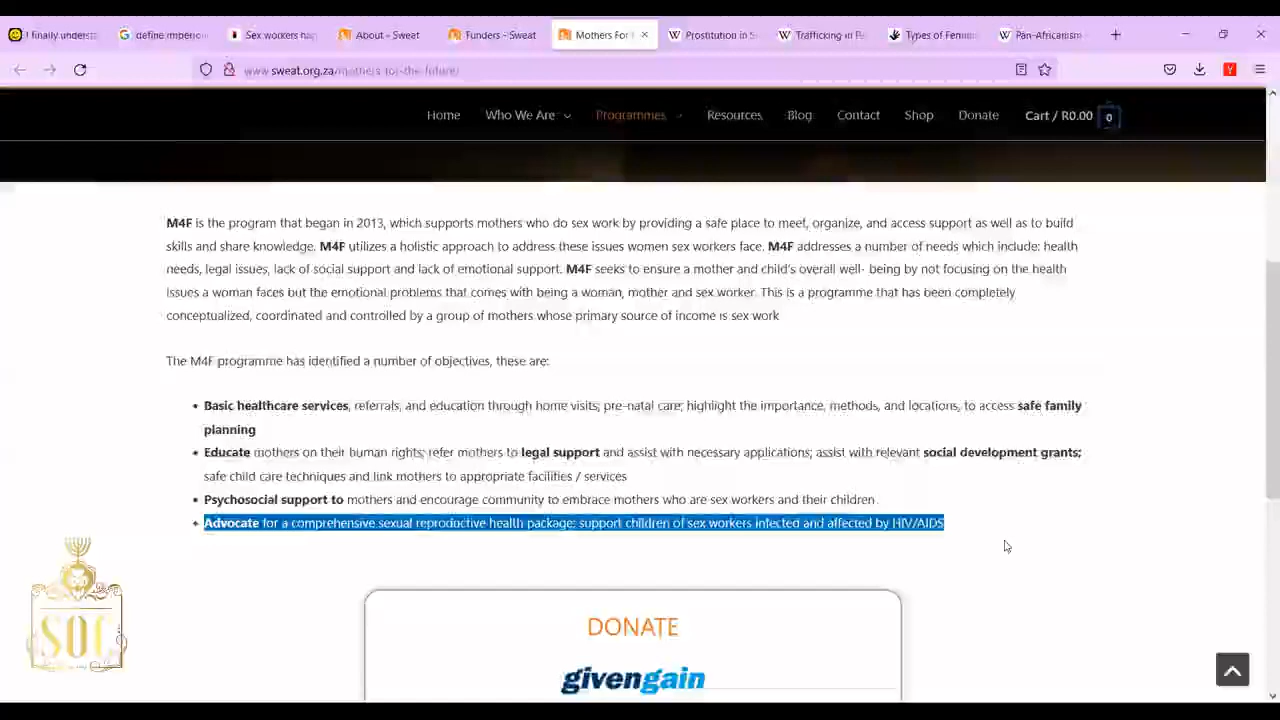 I finally underst
define imperio
Sex workers ha
About – Sweat
Funders – Sweat
Mothers For
Prostitution in S
Trafficking in
Types of Femin
Pan-Africanism
www.sweat.org.za/mothers-for-the-future/
Home Who We Are Programmes Resources Blog Contact Shop Donate Cart / R0.00 0
M4F is the program that began in 2013, which supports mothers who do sex work by providing a safe place to meet, organize, and access support as well as to build
skills and share knowledge. M4F utilizes a holistic approach to address these issues women sex workers face. M4F addresses a number of needs which include: health
needs, legal issues, lack of social support and lack of emotional support. M4F seeks to ensure a mother and child's overall well- being by not focusing on the health
issues a woman faces but the emotional problems that comes with being a woman, mother and sex worker. This is a programme that has been completely
conceptualized, coordinated and controlled by a group of mothers whose primary source of income is sex work
The M4F programme has identified a number of objectives, these are:
• Basic healthcare services, referrals, and education through home visits; pre-natal care; highlight the importance, methods, and locations, to access safe family
planning
• Educate mothers on their human rights; refer mothers to legal support and assist with necessary applications; assist with relevant social development grants;
safe child care techniques and link mothers to appropriate facilities / services
• Psychosocial support to mothers and encourage community to embrace mothers who are sex workers and their children.
• Advocate for a comprehensive sexual reproductive health package; support children of sex workers infected and affected by HIV/AIDS
SOC
DONATE
givengain